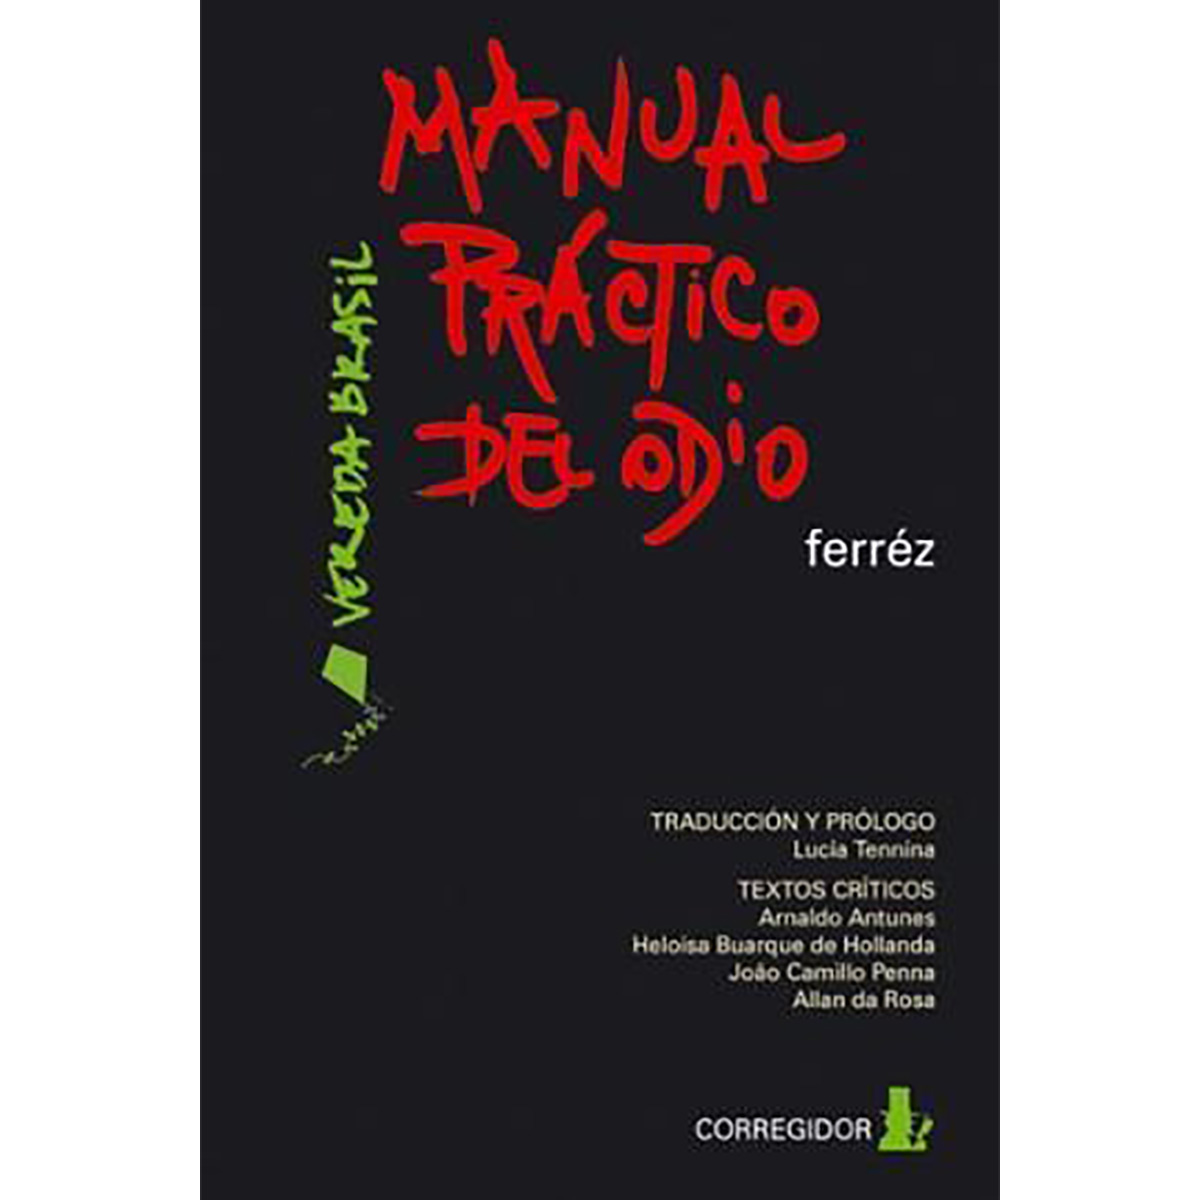 MANUAL
PRÁCTICO
DEL ODIO
ferréz
VEREDA BRASIL
TRADUCCIÓN Y PRÓLOGO
Lucía Tennina
TEXTOS CRÍTICOS
Arnaldo Antunes
Heloisa Buarque de Hollanda
João Camillo Penna
Allan da Rosa
CORREGIDOR